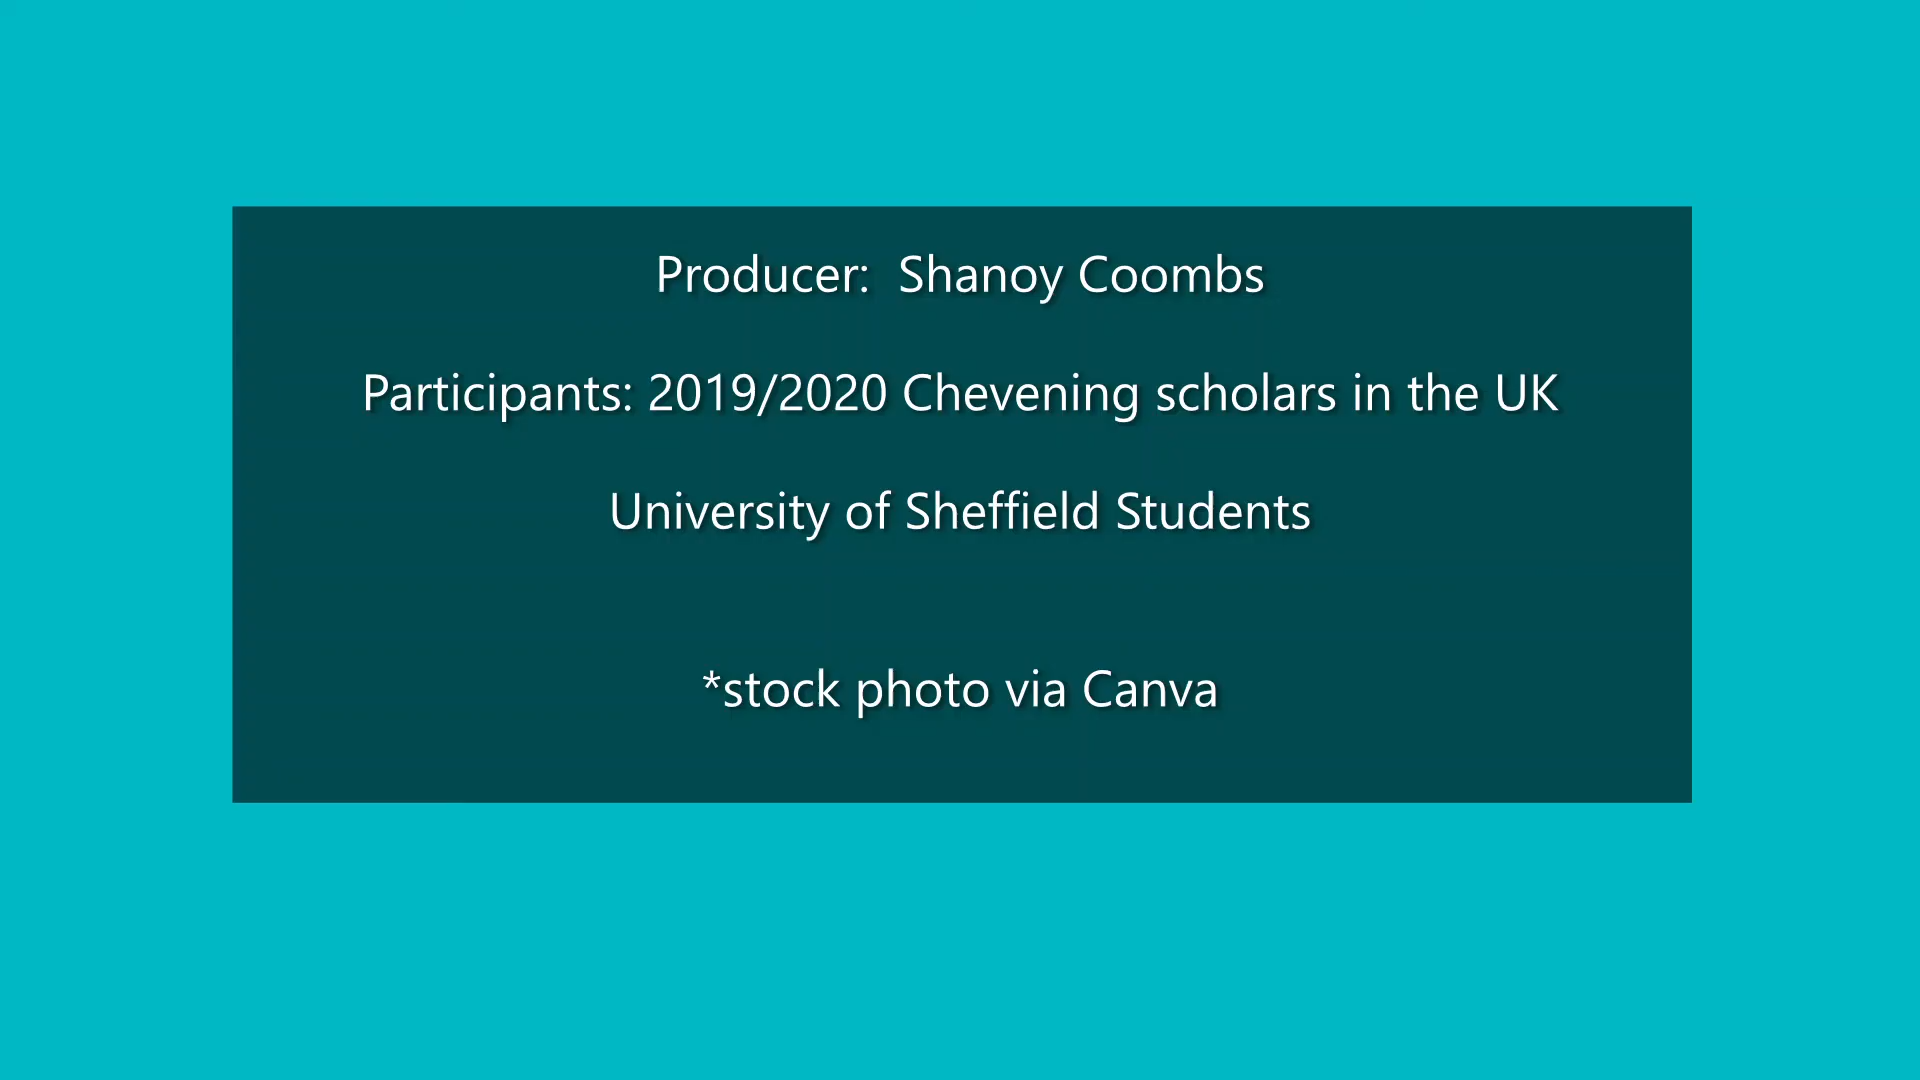 Producer:  Shanoy Coombs
Participants: 2019/2020 Chevening scholars in the UK
University of Sheffield Students
*stock photo via Canva